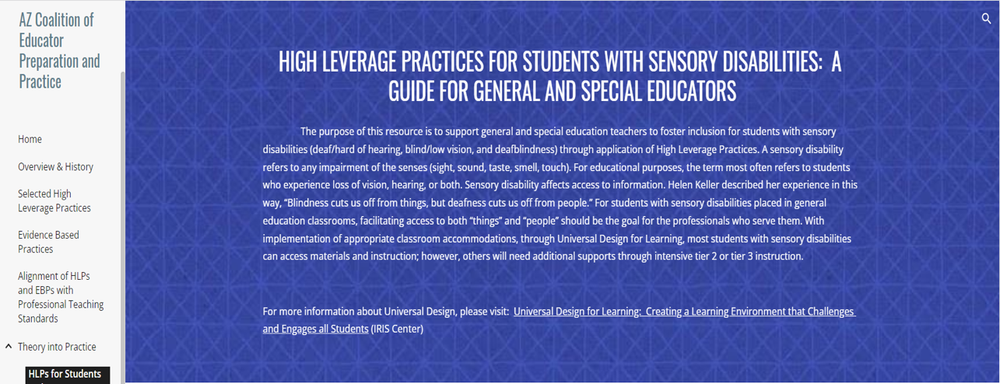 AZ Coalition of
Educator
Preparation and
Practice
Home
Overview & History
Selected High
Leverage Practices
Evidence Based
Practices
Alignment of HLPs
and EBPs with
Professional Teaching
Standards
Theory into Practice
HLPs for Students
HIGH LEVERAGE PRACTICES FOR STUDENTS WITH SENSORY DISABILITIES: A
GUIDE FOR GENERAL AND SPECIAL EDUCATORS
The purpose of this resource is to support general and special education teachers to foster inclusion for students with sensory
disabilities (deaf/hard of hearing, blind/low vision, and deafblindness) through application of High Leverage Practices. A sensory disability
refers to any impairment of the senses (sight, sound, taste, smell, touch). For educational purposes, the term most often refers to students
who experience loss of vision, hearing, or both. Sensory disability affects access to information. Helen Keller described her experience in this
way, “Blindness cuts us off from things, but deafness cuts us off from people.” For students with sensory disabilities placed in general
education classrooms, facilitating access to both “things” and “people” should be the goal for the professionals who serve them. With
implementation of appropriate classroom accommodations, through Universal Design for Learning, most students with sensory disabilities
can access materials and instruction; however, others will need additional supports through intensive tier 2 or tier 3 instruction.
For more information about Universal Design, please visit: Universal Design for Learning: Creating a Learning Environment that Challenges
and Engages all Students (IRIS Center)